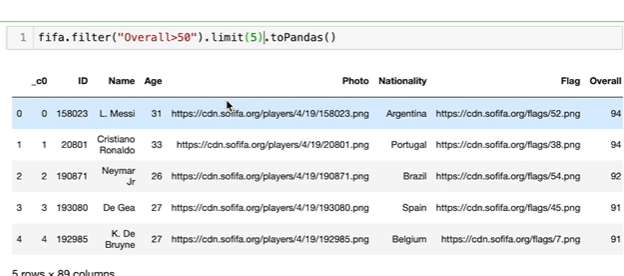 1 fifa.filter("Overall>50").limit(5).toPandas()
_c0 ID Name Age Photo Nationality Flag Overall
0 0 158023 L. Messi 31 https://cdn.sofifa.org/players/4/19/158023.png Argentina https://cdn.sofifa.org/flags/52.png 94
1 1 20801 Cristiano Ronaldo 33 https://cdn.sofifa.org/players/4/19/20801.png Portugal https://cdn.sofifa.org/flags/38.png 94
2 2 190871 Neymar Jr 26 https://cdn.sofifa.org/players/4/19/190871.png Brazil https://cdn.sofifa.org/flags/54.png 92
3 3 193080 De Gea 27 https://cdn.sofifa.org/players/4/19/193080.png Spain https://cdn.sofifa.org/flags/45.png 91
4 4 192985 K. De Bruyne 27 https://cdn.sofifa.org/players/4/19/192985.png Belgium https://cdn.sofifa.org/flags/7.png 91
5 rows × 89 columns